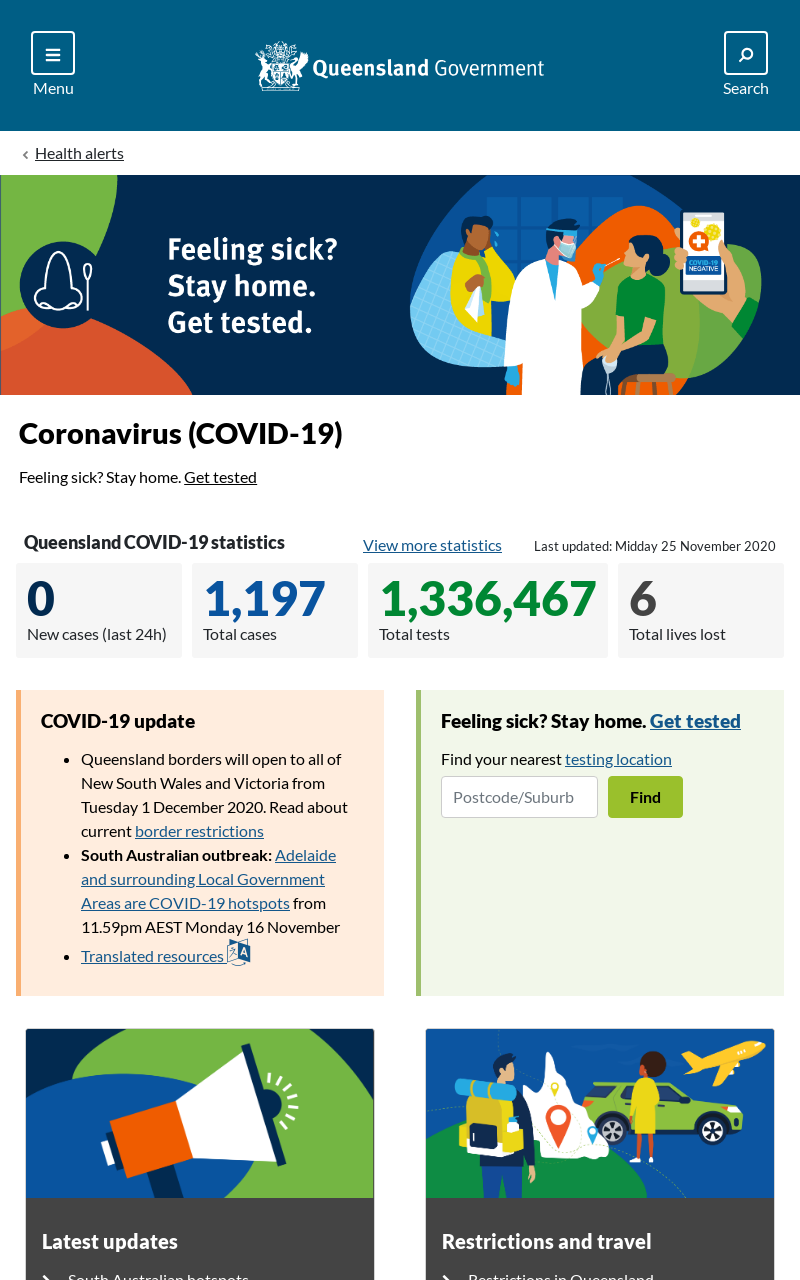 Menu
Queensland Government
Search
Health alerts
Feeling sick?
Stay home.
Get tested.
COVID-19
NEGATIVE
Coronavirus (COVID-19)
Feeling sick? Stay home. Get tested
Queensland COVID-19 statistics
View more statistics
Last updated: Midday 25 November 2020
0
New cases (last 24h)
1,197
Total cases
1,336,467
Total tests
6
Total lives lost
COVID-19 update
Queensland borders will open to all of
New South Wales and Victoria from
Tuesday 1 December 2020. Read about
current border restrictions
South Australian outbreak: Adelaide
and surrounding Local Government
Areas are COVID-19 hotspots from
11.59pm AEST Monday 16 November
Translated resources
Feeling sick? Stay home. Get tested
Find your nearest testing location
Postcode/Suburb
Find
Latest updates
South Australian hotspots
Restrictions and travel
Restrictions in Queensland